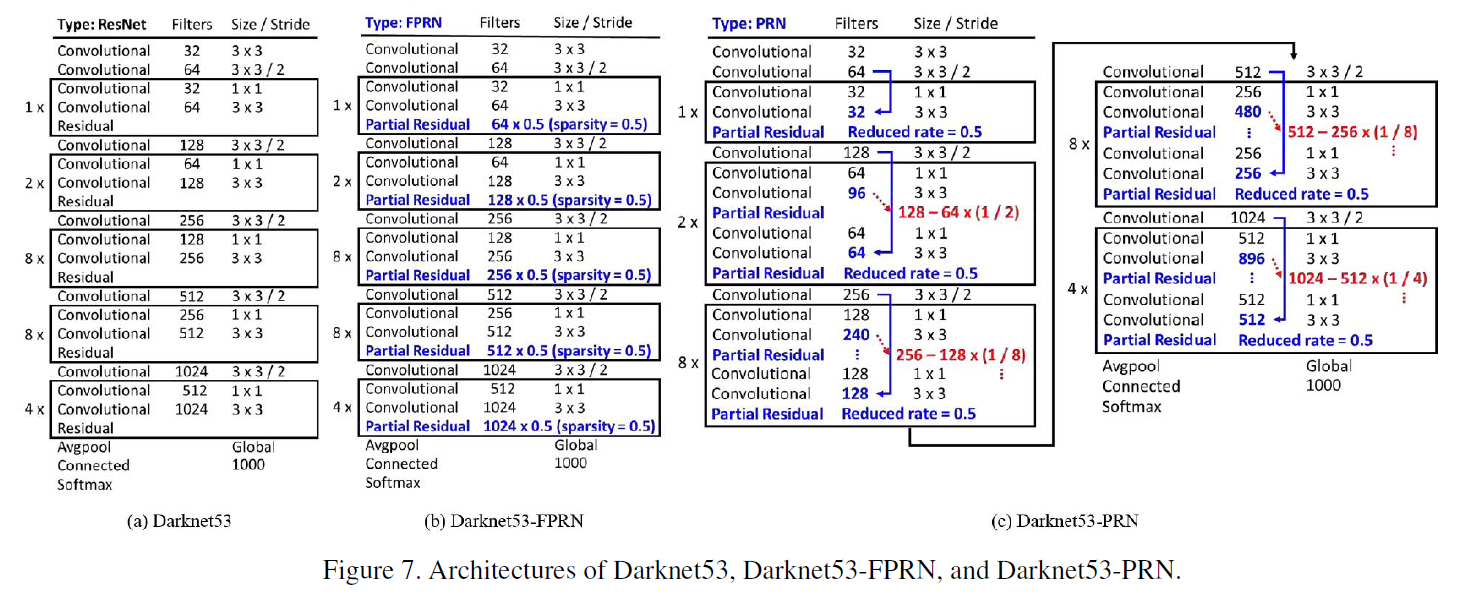 Type: ResNet Filters Size / Stride
Convolutional 32 3 x 3
Convolutional 64 3 x 3 / 2
Convolutional 32 1 x 1
1 x Convolutional 64 3 x 3
Residual
Convolutional 128 3 x 3 / 2
Convolutional 64 1 x 1
2 x Convolutional 128 3 x 3
Residual
Convolutional 256 3 x 3 / 2
Convolutional 128 1 x 1
8 x Convolutional 256 3 x 3
Residual
Convolutional 512 3 x 3 / 2
Convolutional 256 1 x 1
8 x Convolutional 512 3 x 3
Residual
Convolutional 1024 3 x 3 / 2
Convolutional 512 1 x 1
4 x Convolutional 1024 3 x 3
Residual
Avgpool Global
Connected 1000
Softmax
(a) Darknet53
Type: FPRN Filters Size / Stride
Convolutional 32 3 x 3
Convolutional 64 3 x 3 / 2
Convolutional 32 1 x 1
1 x Convolutional 64 3 x 3
Partial Residual 64 x 0.5 (sparsity = 0.5)
Convolutional 128 3 x 3 / 2
Convolutional 64 1 x 1
2 x Convolutional 128 3 x 3
Partial Residual 128 x 0.5 (sparsity = 0.5)
Convolutional 256 3 x 3 / 2
Convolutional 128 1 x 1
8 x Convolutional 256 3 x 3
Partial Residual 256 x 0.5 (sparsity = 0.5)
Convolutional 512 3 x 3 / 2
Convolutional 256 1 x 1
8 x Convolutional 512 3 x 3
Partial Residual 512 x 0.5 (sparsity = 0.5)
Convolutional 1024 3 x 3 / 2
Convolutional 512 1 x 1
4 x Convolutional 1024 3 x 3
Partial Residual 1024 x 0.5 (sparsity = 0.5)
Avgpool Global
Connected 1000
Softmax
(b) Darknet53-FPRN
Type: PRN Filters Size / Stride
Convolutional 32 3 x 3
Convolutional 64 3 x 3 / 2
Convolutional 32 1 x 1
1 x Convolutional 32 3 x 3
Partial Residual Reduced rate = 0.5
Convolutional 128 3 x 3 / 2
Convolutional 64 1 x 1
Convolutional 96 3 x 3
2 x Partial Residual 128 – 64 x (1 / 2)
Convolutional 64 1 x 1
Convolutional 64 3 x 3
Partial Residual Reduced rate = 0.5
Convolutional 256 3 x 3 / 2
Convolutional 128 1 x 1
Convolutional 240 3 x 3
8 x Partial Residual ⋮ 256 – 128 x (1 / 8)
Convolutional 128 1 x 1 ⋮
Convolutional 128 3 x 3
Partial Residual Reduced rate = 0.5
Convolutional 512 3 x 3 / 2
Convolutional 256 1 x 1
Convolutional 480 3 x 3
8 x Partial Residual ⋮ 512 – 256 x (1 / 8)
Convolutional 256 1 x 1 ⋮
Convolutional 256 3 x 3
Partial Residual Reduced rate = 0.5
Convolutional 1024 3 x 3 / 2
Convolutional 512 1 x 1
Convolutional 896 3 x 3
4 x Partial Residual ⋮ 1024 – 512 x (1 / 4)
Convolutional 512 1 x 1 ⋮
Convolutional 512 3 x 3
Partial Residual Reduced rate = 0.5
Avgpool Global
Connected 1000
Softmax
(c) Darknet53-PRN
Figure 7. Architectures of Darknet53, Darknet53-FPRN, and Darknet53-PRN.